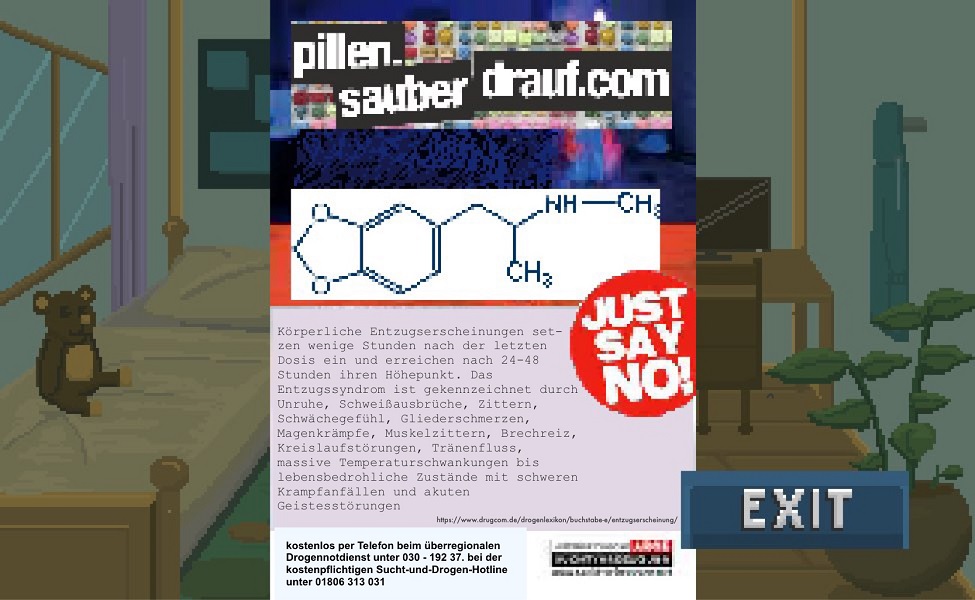 pillen.
sauber drauf.com
NH CH3
CH3
O
O
JUST
SAY
NO!
Körperliche Entzugserscheinungen set-
zen wenige Stunden nach der letzten
Dosis ein und erreichen nach 24-48
Stunden ihren Höhepunkt. Das
Entzugssyndrom ist gekennzeichnet durch
Unruhe, Schweißausbrüche, Zittern,
Schwächegefühl, Gliederschmerzen,
Magenkrämpfe, Muskelzittern, Brechreiz,
Kreislaufstörungen, Tränenfluss,
massive Temperaturschwankungen bis
lebensbedrohliche Zustände mit schweren
Krampfanfällen und akuten
Geistesstörungen
https://www.drugcom.de/drogenlexikon/buchstabe-e/entzugserscheinung/
EXIT
kostenlos per Telefon beim überregionalen
Drogennotdienst unter 030 - 192 37. bei der
kostenpflichtigen Sucht-und-Drogen-Hotline
unter 01806 313 031